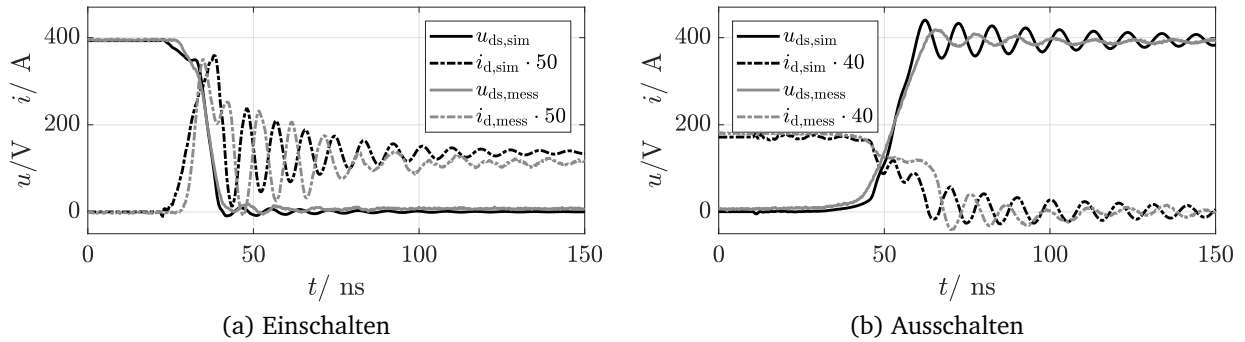 400
200
0
u/V i/ A
0 50 100 150
t/ ns
u_ds,sim
i_d,sim · 50
u_ds,mess
i_d,mess · 50
(a) Einschalten
400
200
0
u/V i/ A
0 50 100 150
t/ ns
u_ds,sim
i_d,sim · 40
u_ds,mess
i_d,mess · 40
(b) Ausschalten